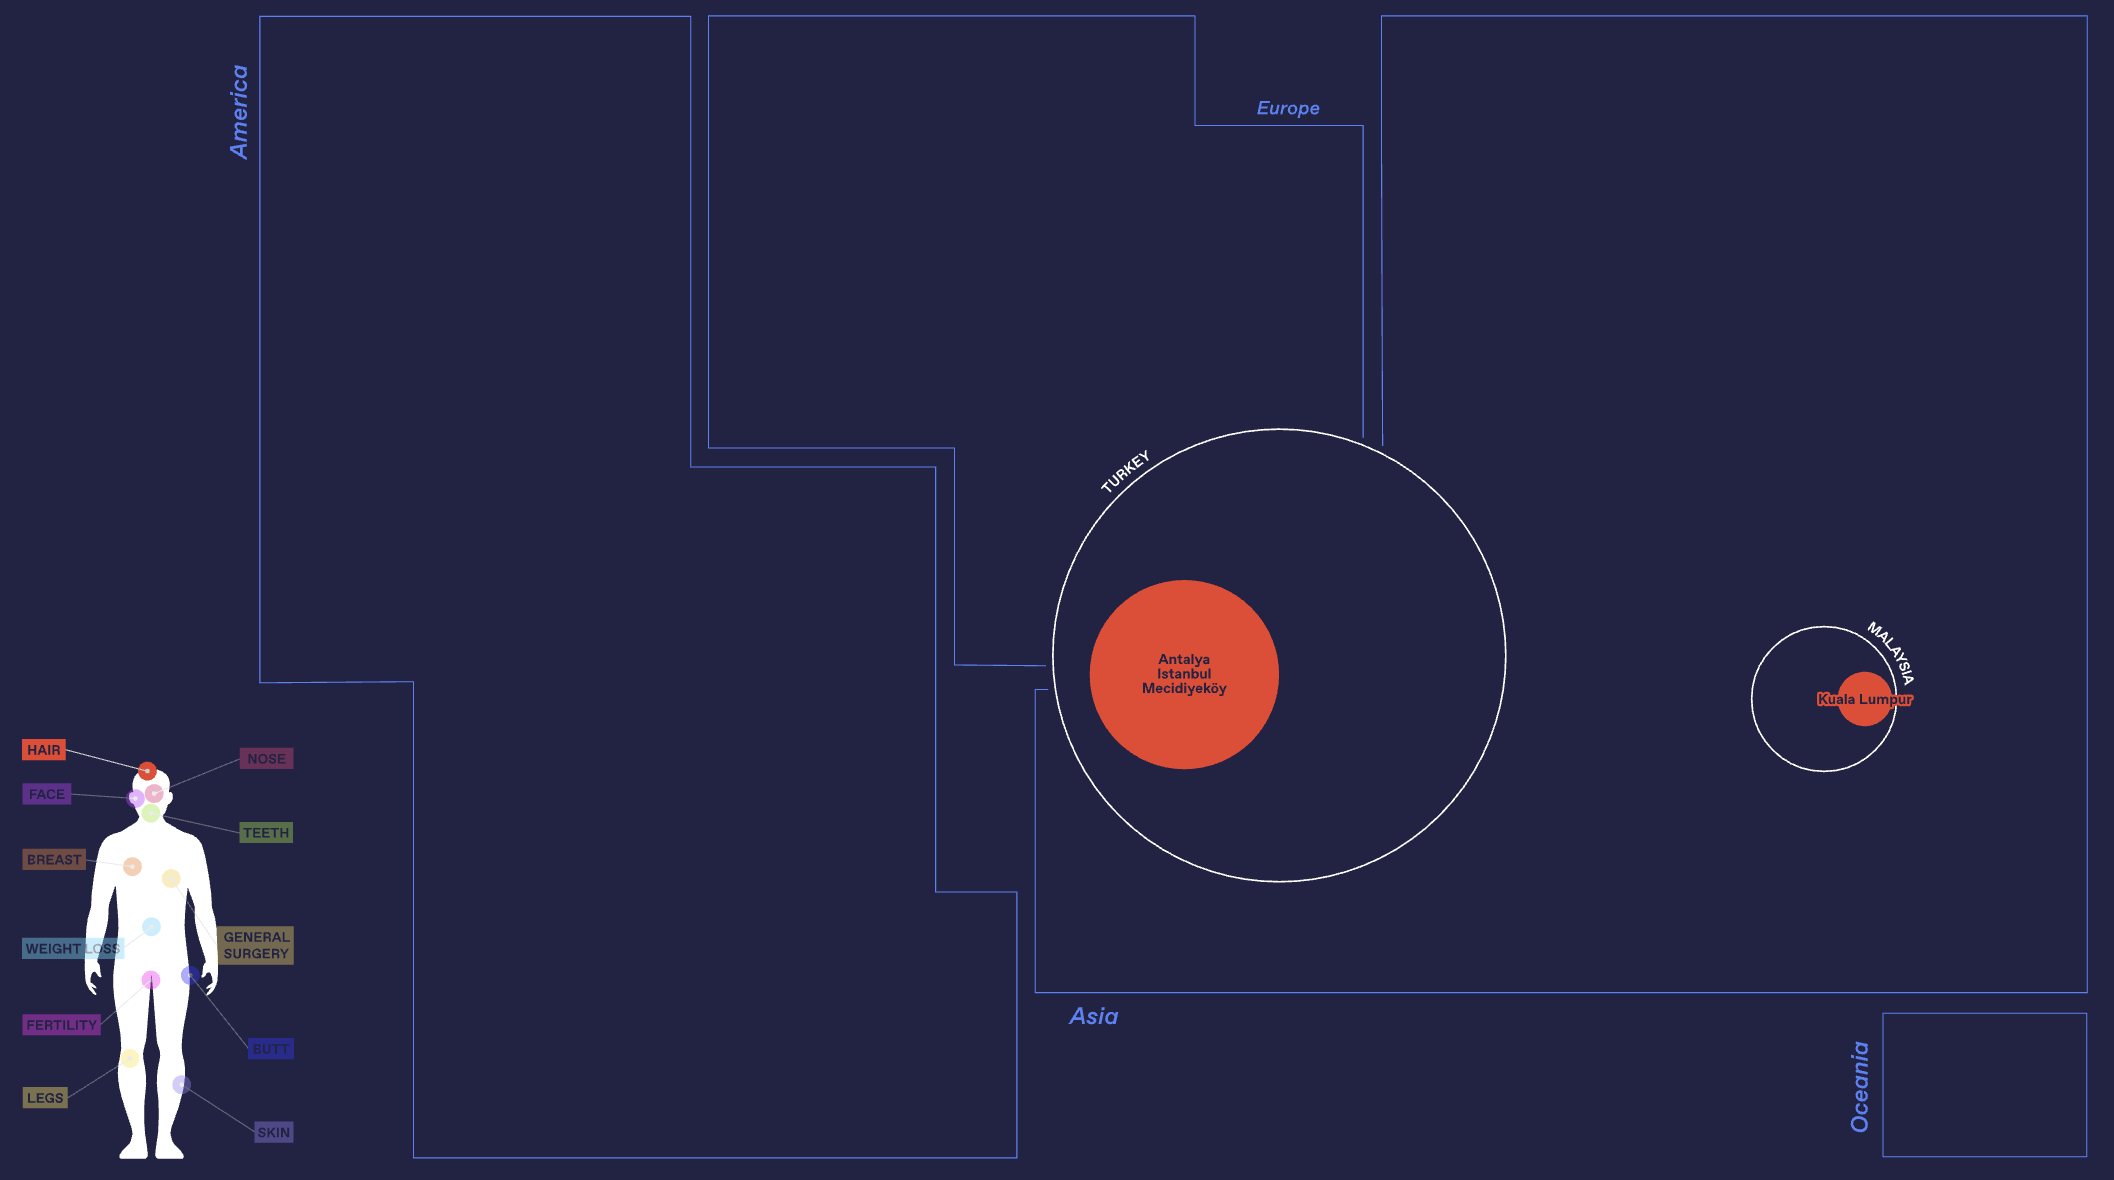 America
Europe
TURKEY
Antalya
Istanbul
Mecidiyeköy
MALAYSIA
Kuala Lumpur
HAIR
NOSE
FACE
TEETH
BREAST
GENERAL
SURGERY
WEIGHT LOSS
FERTILITY
BUTT
LEGS
SKIN
Asia
Oceania